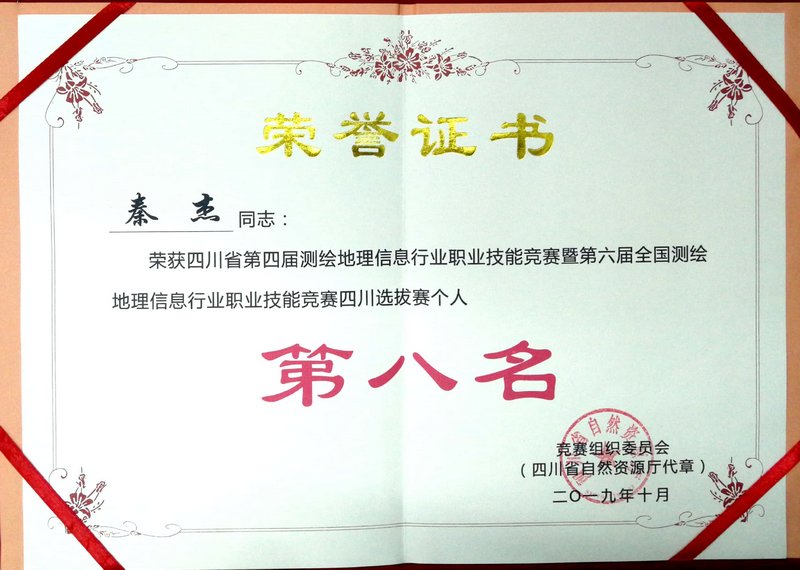 荣誉证书
秦 杰 同志：
荣获四川省第四届测绘地理信息行业职业技能竞赛暨第六届全国测绘
地理信息行业职业技能竞赛四川选拔赛个人
第八名
竞赛组织委员会
（四川省自然资源厅代章）
二〇一九年十月